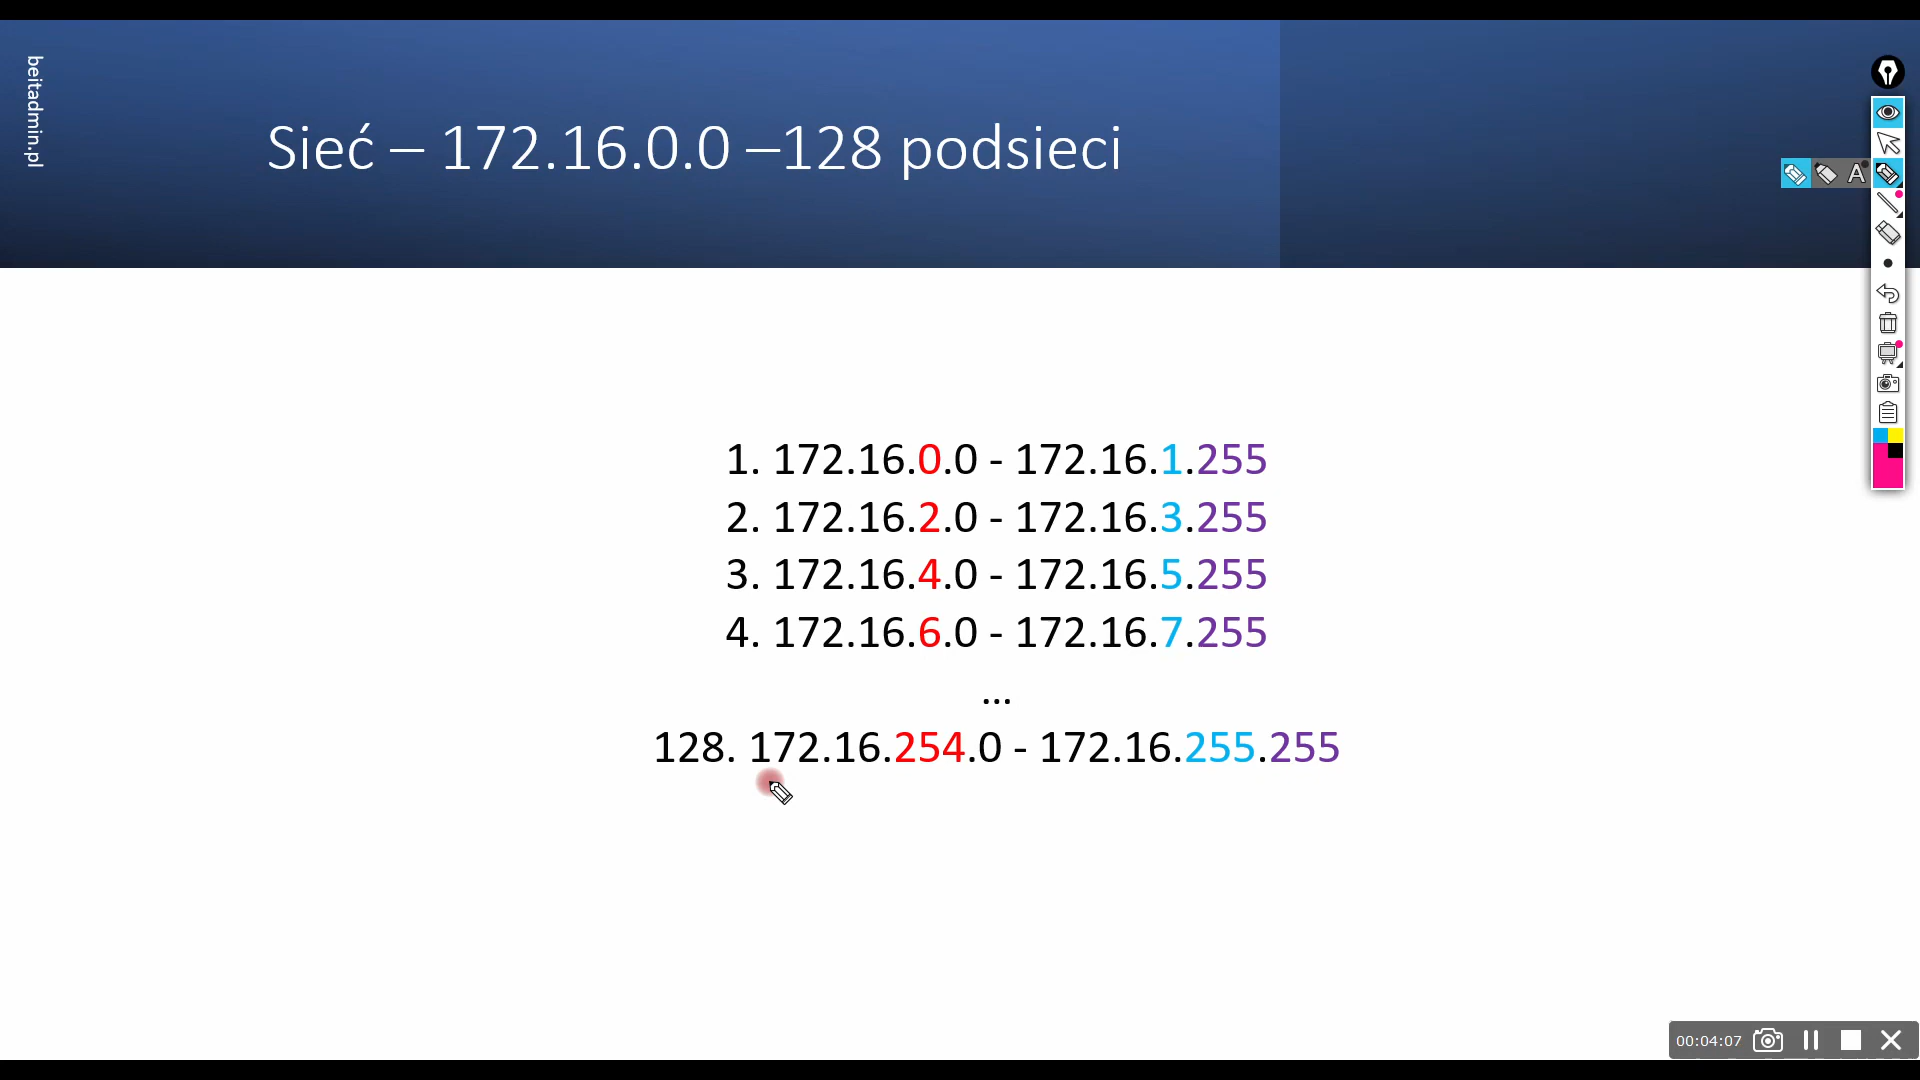 beitadmin.pl
Sieć – 172.16.0.0 –128 podsieci
A
1. 172.16.0.0 - 172.16.1.255
2. 172.16.2.0 - 172.16.3.255
3. 172.16.4.0 - 172.16.5.255
4. 172.16.6.0 - 172.16.7.255
...
128. 172.16.254.0 - 172.16.255.255
00:04:07